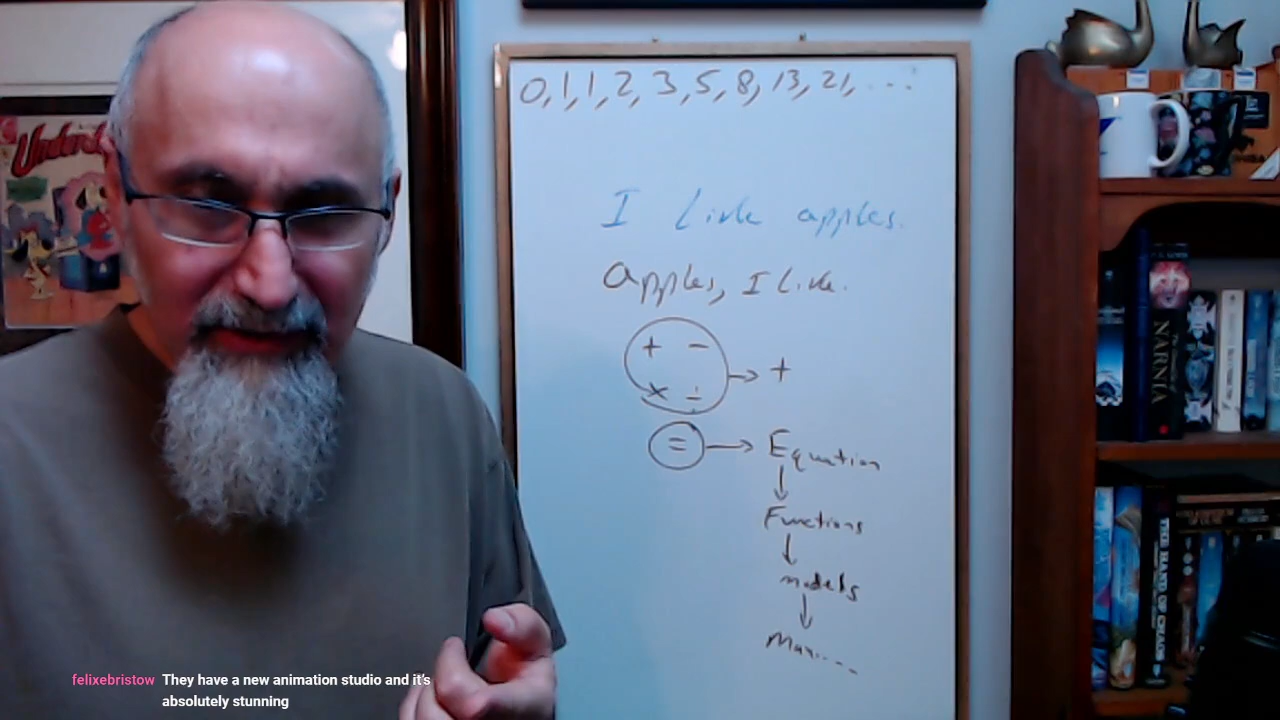 0, 1, 1, 2, 3, 5, 8, 13, 21, ...
I like apples.
apples, I like.
+ -
× ÷ → +
= → Equation
↓
Functions
↓
models
↓
Underd
NARNIA
felixebristow They have a new animation studio and it's
absolutely stunning